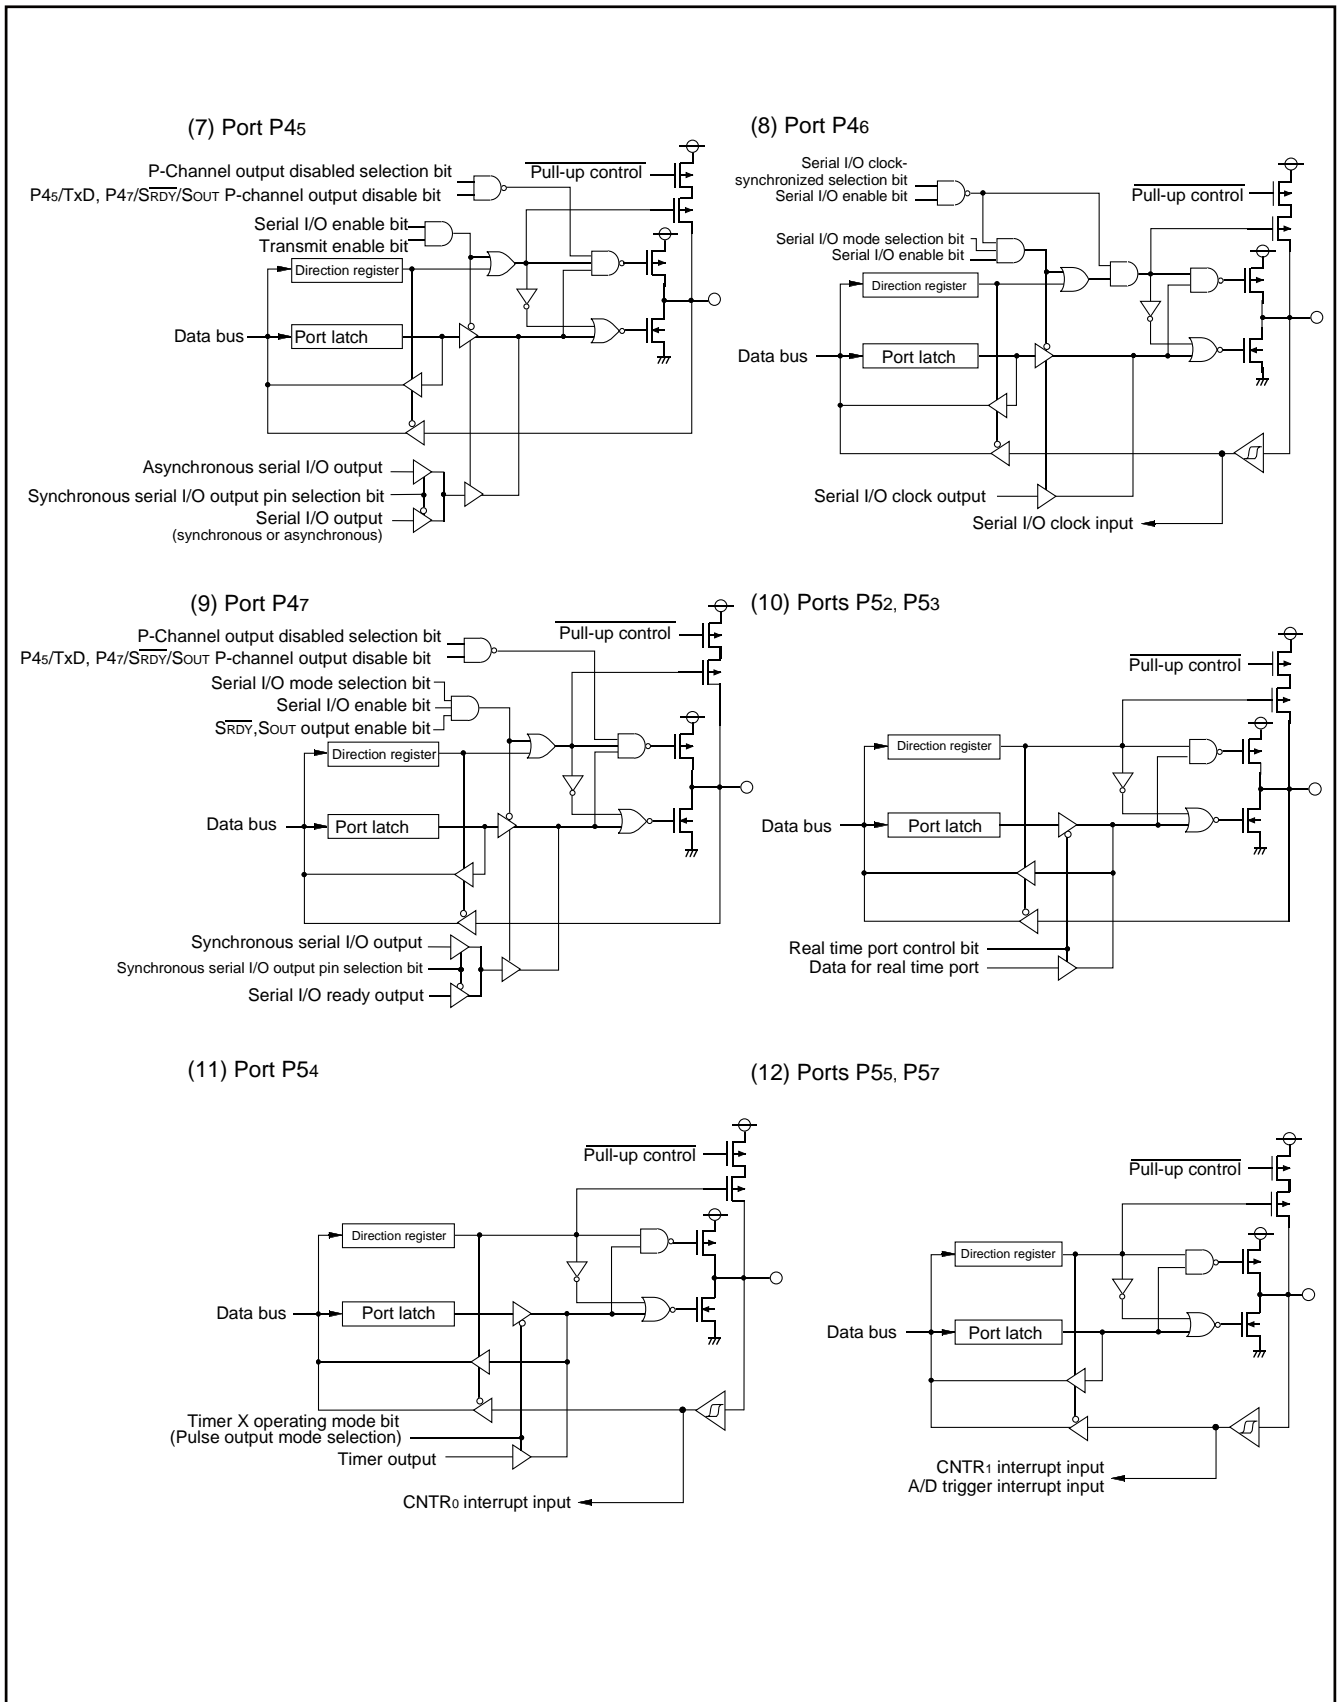 (7) Port P45
P-Channel output disabled selection bit
P45/TxD, P47/SRDY/SOUT P-channel output disable bit
Pull-up control
Serial I/O enable bit
Transmit enable bit
Direction register
Data bus
Port latch
Asynchronous serial I/O output
Synchronous serial I/O output pin selection bit
Serial I/O output
(synchronous or asynchronous)
(8) Port P46
Serial I/O clock-
synchronized selection bit
Serial I/O enable bit
Pull-up control
Serial I/O mode selection bit
Serial I/O enable bit
Direction register
Data bus
Port latch
Serial I/O clock output
Serial I/O clock input
(9) Port P47
P-Channel output disabled selection bit
P45/TxD, P47/SRDY/SOUT P-channel output disable bit
Pull-up control
Serial I/O mode selection bit
Serial I/O enable bit
SRDY,SOUT output enable bit
Direction register
Data bus
Port latch
Synchronous serial I/O output
Synchronous serial I/O output pin selection bit
Serial I/O ready output
(10) Ports P52, P53
Pull-up control
Direction register
Data bus
Port latch
Real time port control bit
Data for real time port
(11) Port P54
Pull-up control
Direction register
Data bus
Port latch
Timer X operating mode bit
(Pulse output mode selection)
Timer output
CNTR0 interrupt input
(12) Ports P55, P57
Pull-up control
Direction register
Data bus
Port latch
CNTR1 interrupt input
A/D trigger interrupt input